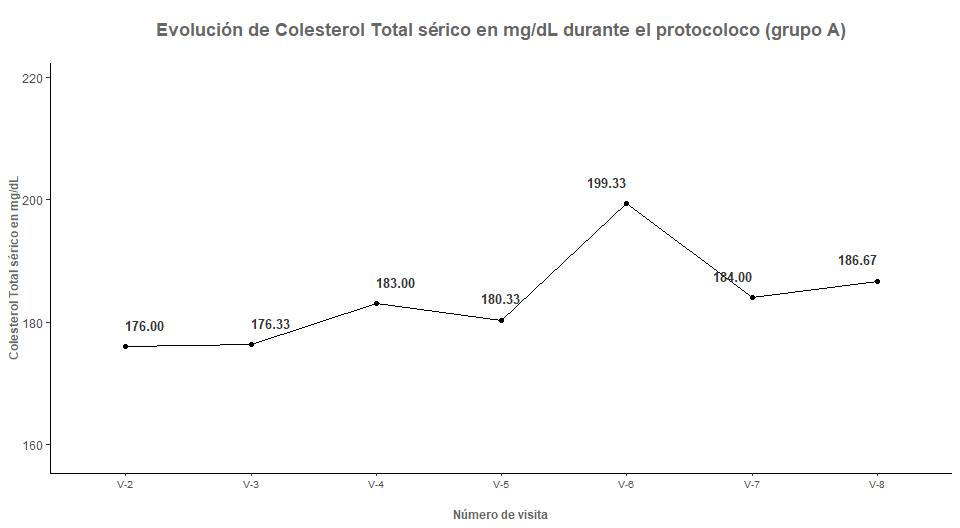 Evolución de Colesterol Total sérico en mg/dL durante el protocoloco (grupo A)
Colesterol Total sérico en mg/dL
220
200
180
160
176.00
176.33
183.00
180.33
199.33
184.00
186.67
V-2
V-3
V-4
V-5
V-6
V-7
V-8
Número de visita